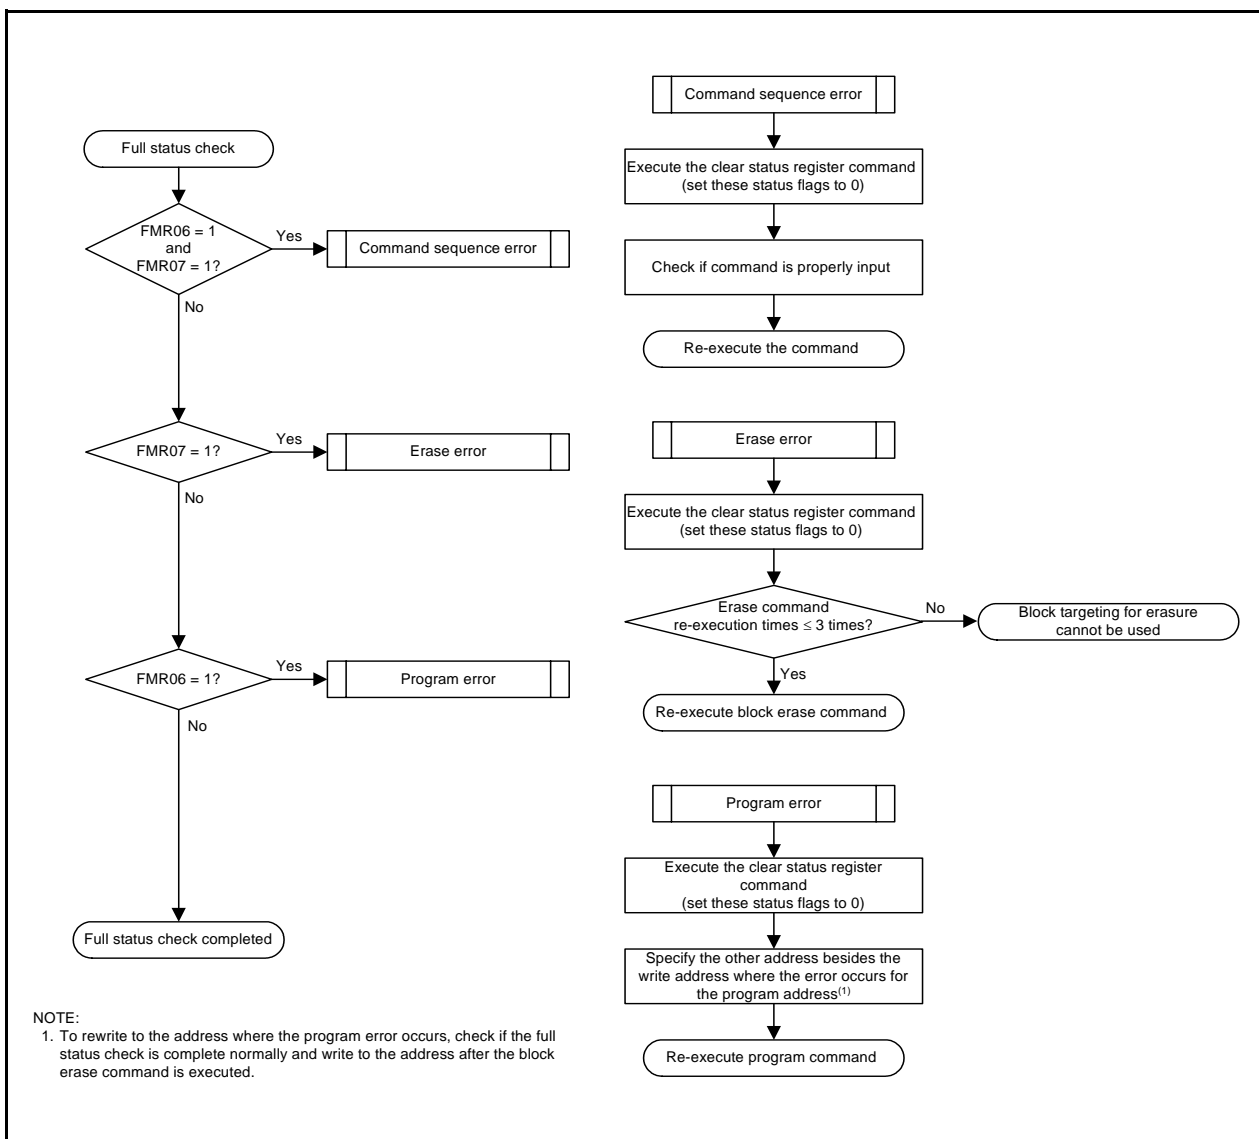 Full status check
FMR06 = 1
and
FMR07 = 1?
Yes
Command sequence error
No
FMR07 = 1?
Yes
Erase error
No
FMR06 = 1?
Yes
Program error
No
Full status check completed
NOTE:
1. To rewrite to the address where the program error occurs, check if the full
status check is complete normally and write to the address after the block
erase command is executed.
Command sequence error
Execute the clear status register command
(set these status flags to 0)
Check if command is properly input
Re-execute the command
Erase error
Execute the clear status register command
(set these status flags to 0)
Erase command
re-execution times ≤ 3 times?
No
Block targeting for erasure
cannot be used
Yes
Re-execute block erase command
Program error
Execute the clear status register
command
(set these status flags to 0)
Specify the other address besides the
write address where the error occurs for
the program address(1)
Re-execute program command